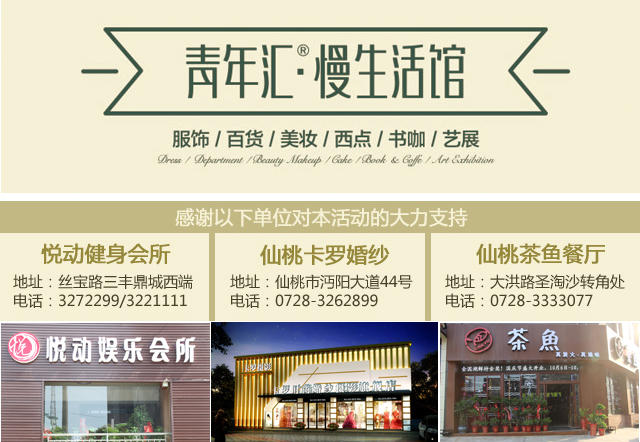 青年汇®·慢生活馆
服饰 / 百货 / 美妆 / 西点 / 书咖 / 艺展
Dress / Department / Beauty Makeup / Cake / Book & Coffe / Art Exhibition
感谢以下单位对本活动的大力支持
悦动健身会所
地址：丝宝路三丰鼎城西端
电话：3272299/3221111
仙桃卡罗婚纱
地址：仙桃市沔阳大道44号
电话：0728-3262899
仙桃茶鱼餐厅
地址：大洪路圣淘沙转角处
电话：0728-3333077
悦动娱乐会所
茶魚